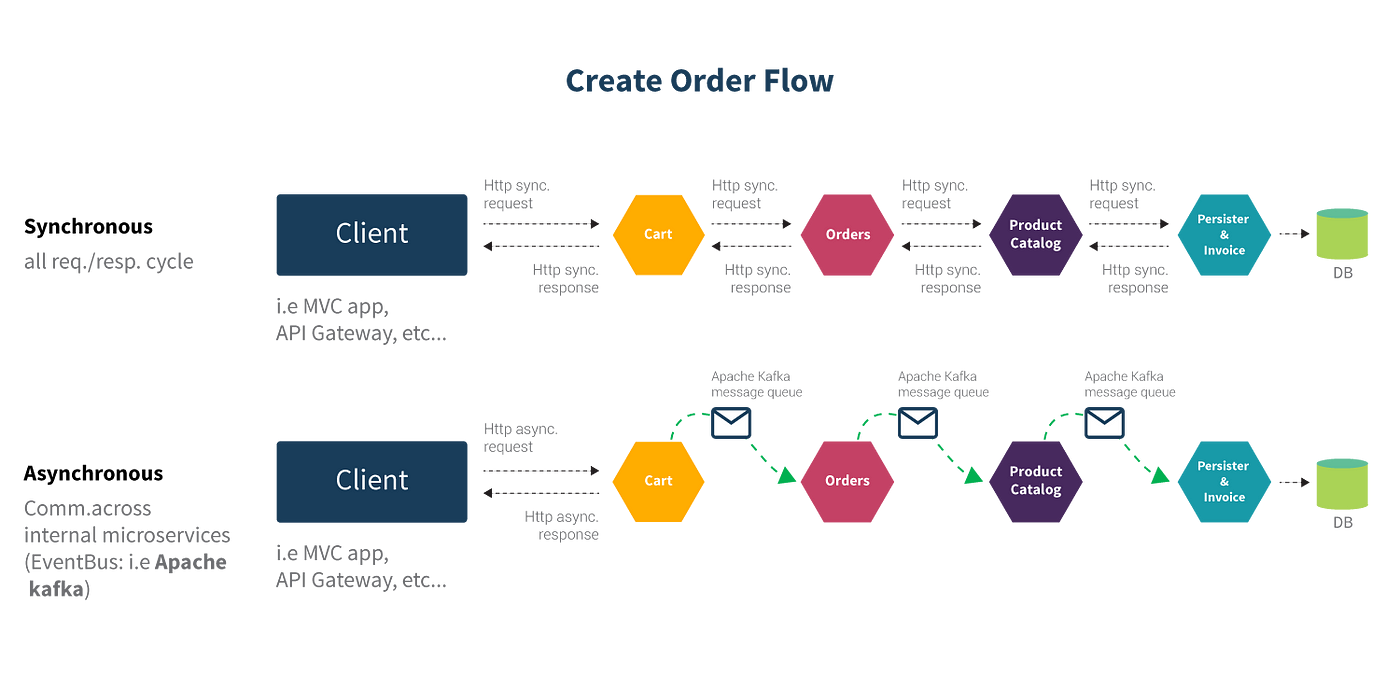 Create Order Flow
Synchronous
all req./resp. cycle
Client
i.e MVC app,
API Gateway, etc...
Http sync.
request
Http sync.
response
Cart
Http sync.
request
Http sync.
response
Orders
Http sync.
request
Http sync.
response
Product
Catalog
Http sync.
request
Http sync.
response
Persister
&
Invoice
DB
Asynchronous
Comm.across
internal microservices
(EventBus: i.e Apache
kafka)
Client
i.e MVC app,
API Gateway, etc...
Http async.
request
Http async.
response
Cart
Apache Kafka
message queue
Orders
Apache Kafka
message queue
Product
Catalog
Apache Kafka
message queue
Persister
&
Invoice
DB